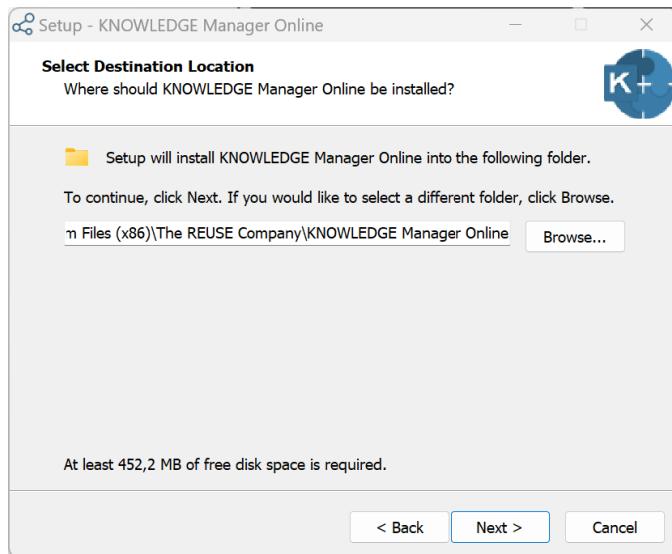 Setup - KNOWLEDGE Manager Online
Select Destination Location
Where should KNOWLEDGE Manager Online be installed?
K+
Setup will install KNOWLEDGE Manager Online into the following folder.
To continue, click Next. If you would like to select a different folder, click Browse.
m Files (x86)\The REUSE Company\KNOWLEDGE Manager Online
Browse...
At least 452,2 MB of free disk space is required.
< Back
Next >
Cancel